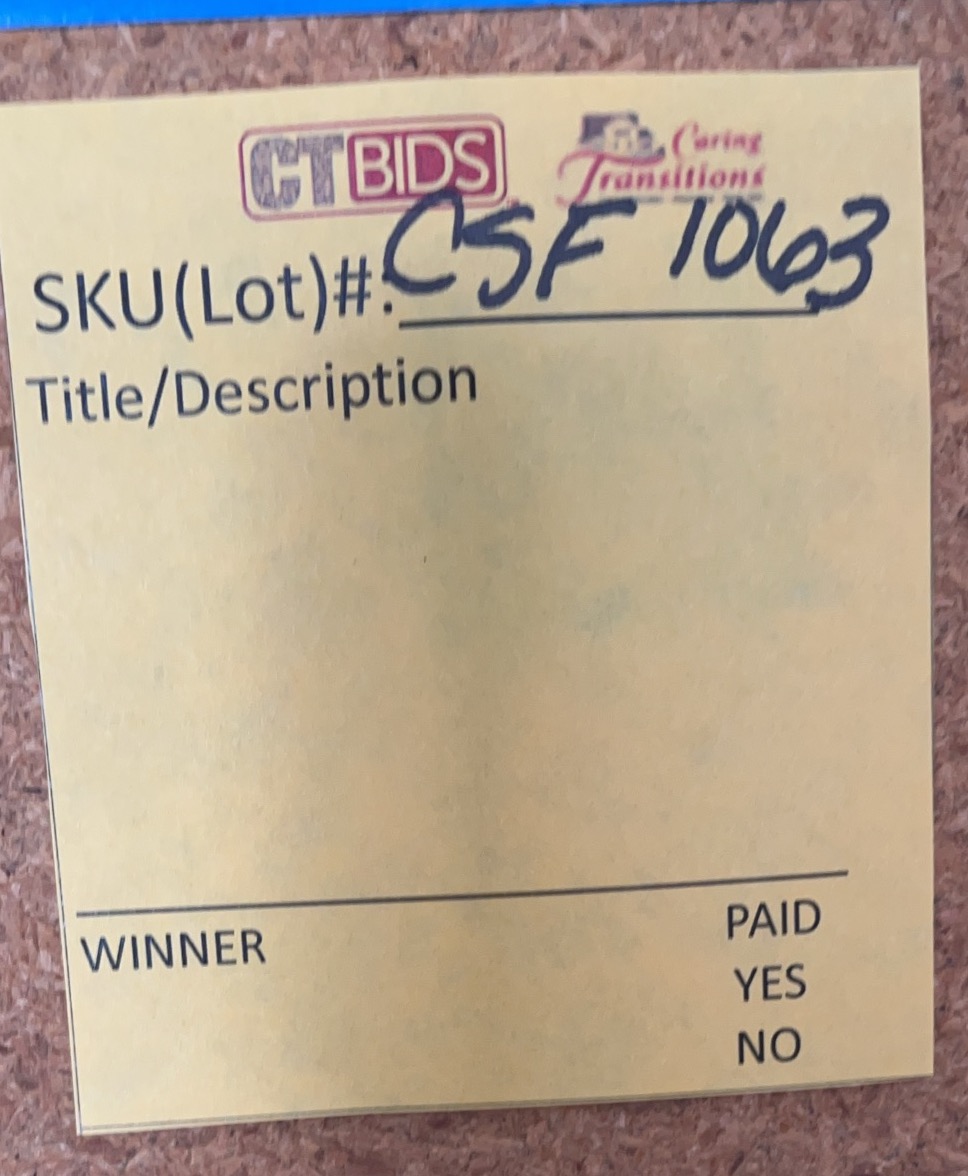 CTBIDS Caring
Transitions
SKU(Lot)#: CSF 1063
Title/Description
WINNER PAID
YES
NO